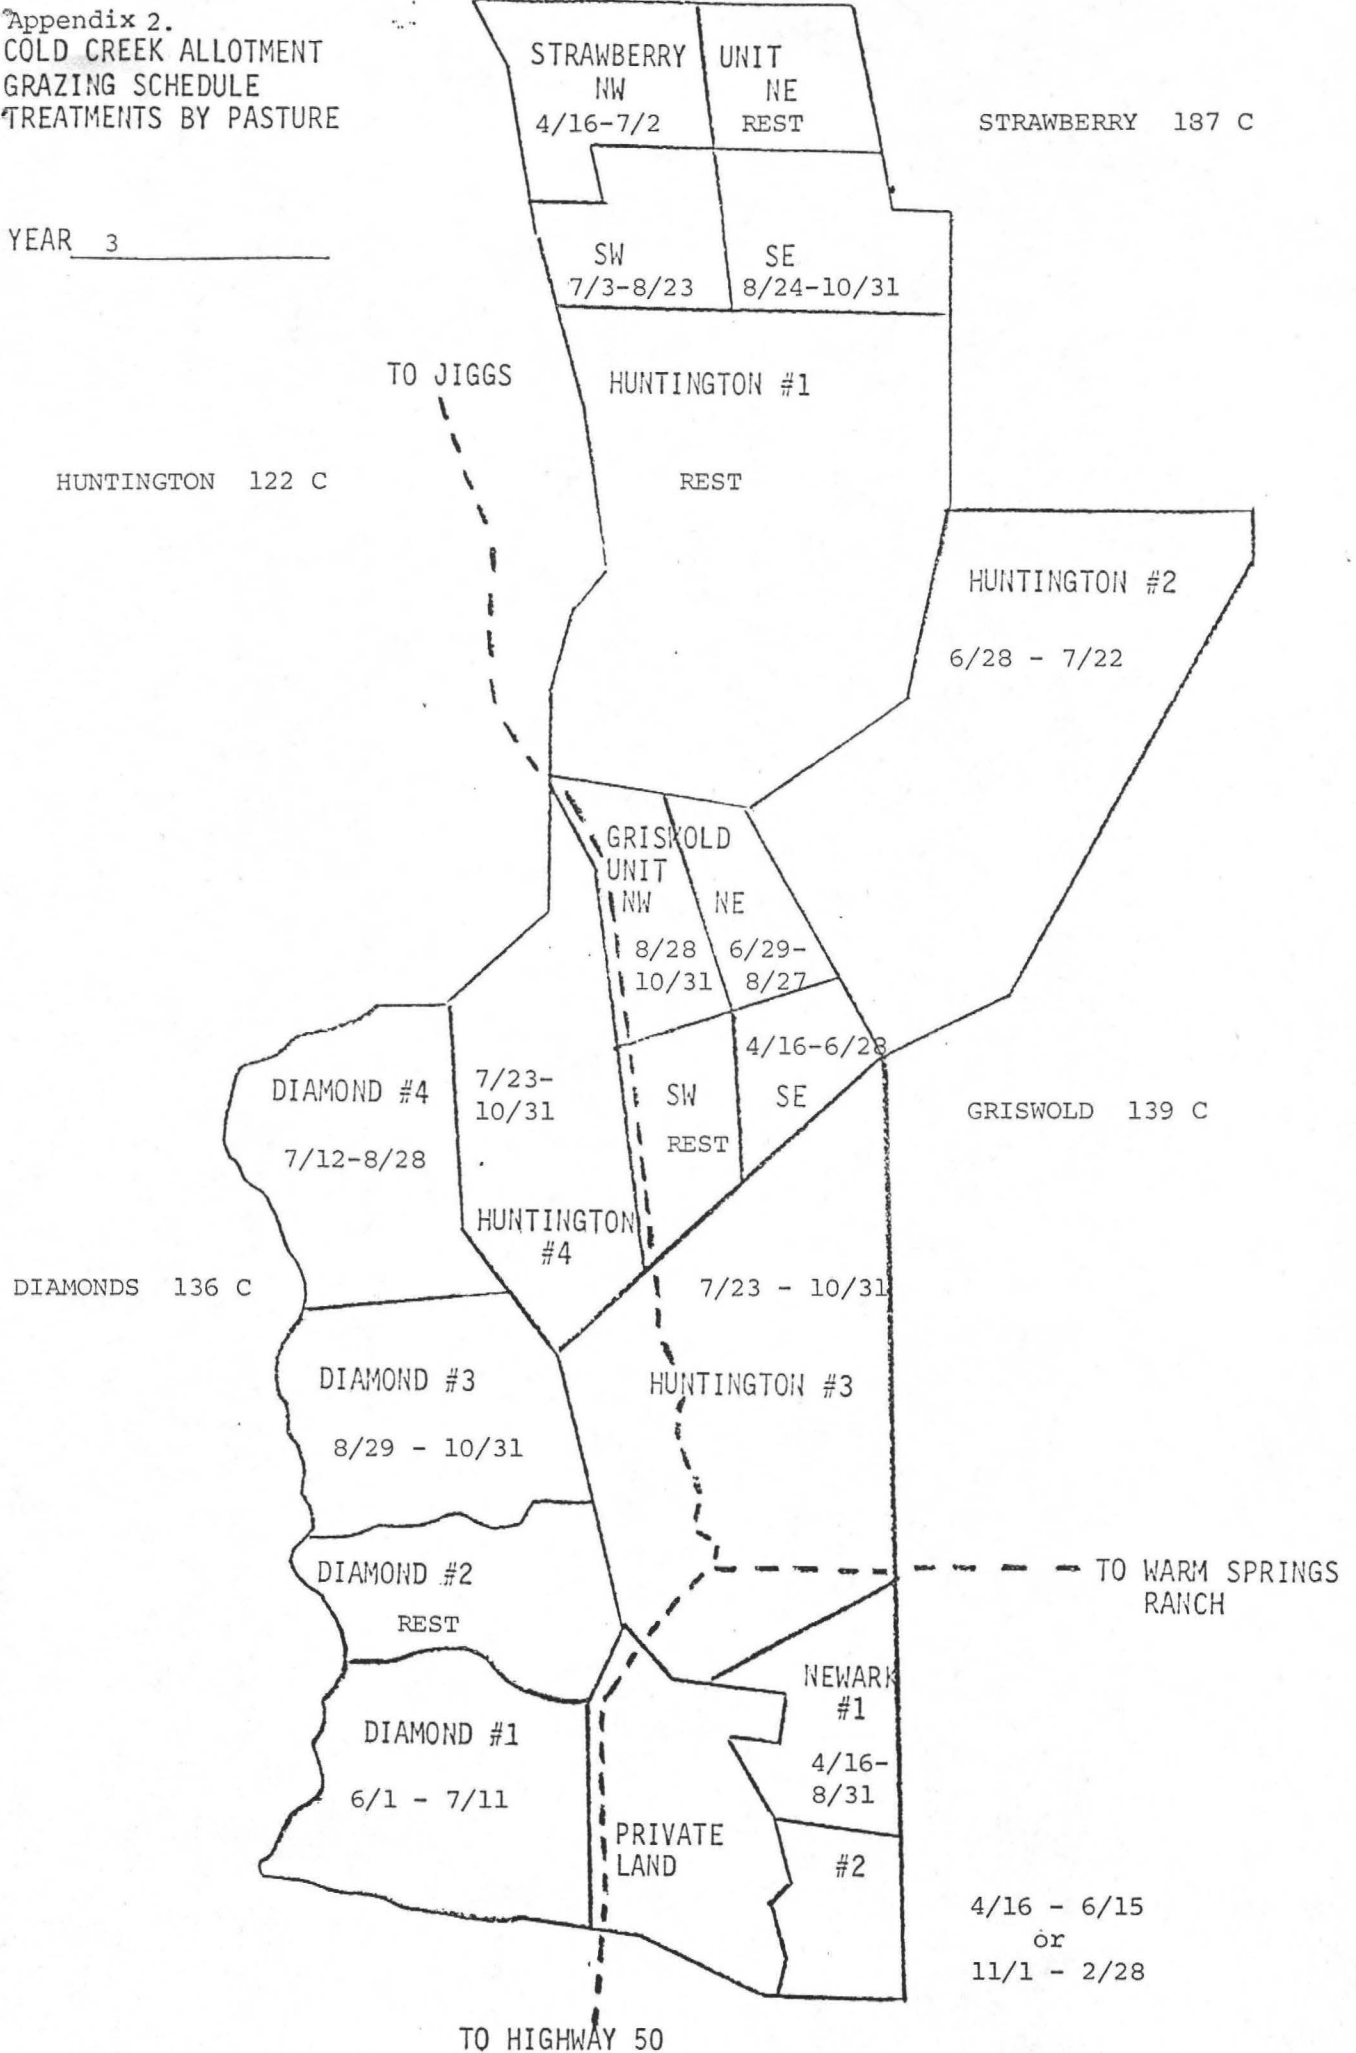 Appendix 2.
COLD CREEK ALLOTMENT
GRAZING SCHEDULE
TREATMENTS BY PASTURE
YEAR 3
STRAWBERRY UNIT
NW
4/16-7/2
NE
REST
STRAWBERRY 187 C
SW
7/3-8/23
SE
8/24-10/31
TO JIGGS
HUNTINGTON #1
REST
HUNTINGTON 122 C
HUNTINGTON #2
6/28 - 7/22
GRISWOLD
UNIT
NW
8/28
10/31
NE
6/29-
8/27
4/16-6/28
SE
SW
REST
GRISWOLD 139 C
DIAMOND #4
7/12-8/28
7/23-
10/31
HUNTINGTON
#4
DIAMONDS 136 C
7/23 - 10/31
HUNTINGTON #3
DIAMOND #3
8/29 - 10/31
DIAMOND #2
REST
TO WARM SPRINGS
RANCH
NEWARK
#1
4/16-
8/31
DIAMOND #1
6/1 - 7/11
PRIVATE
LAND
#2
4/16 - 6/15
or
11/1 - 2/28
TO HIGHWAY 50